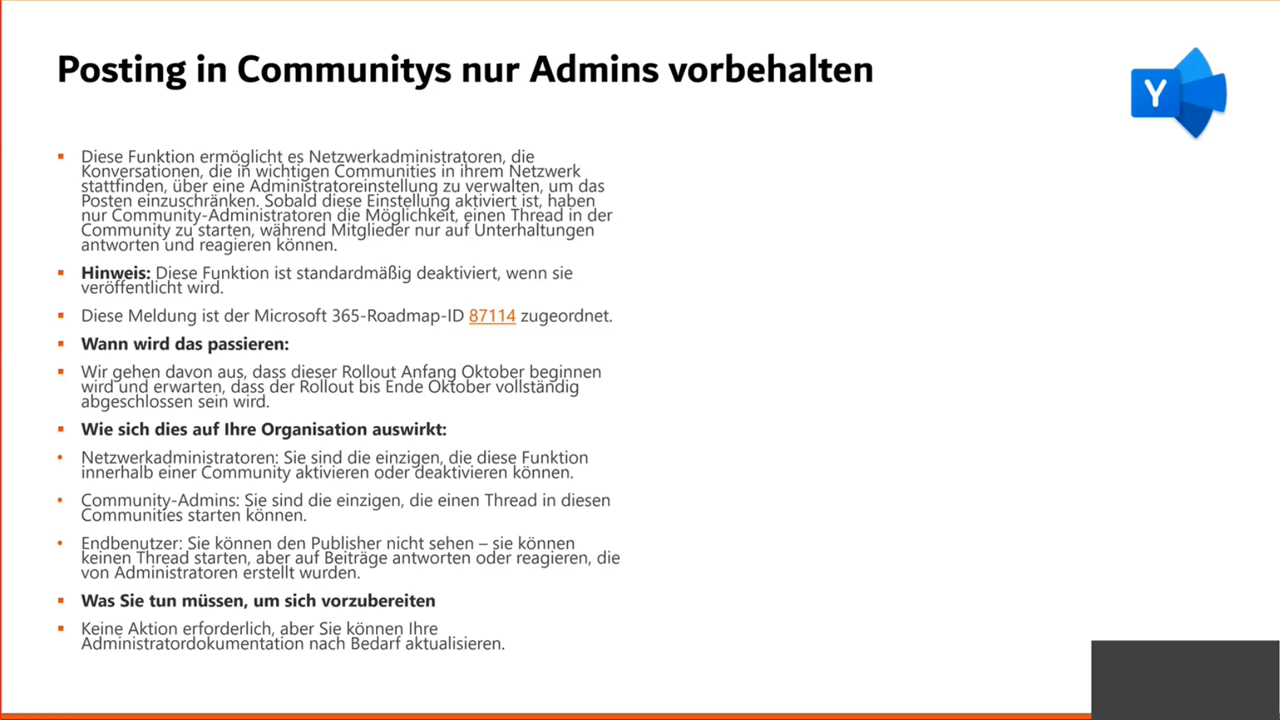 Posting in Communitys nur Admins vorbehalten
Y
Diese Funktion ermöglicht es Netzwerkadministratoren, die
Konversationen, die in wichtigen Communities in ihrem Netzwerk
stattfinden, über eine Administratoreinstellung zu verwalten, um das
Posten einzuschränken. Sobald diese Einstellung aktiviert ist, haben
nur Community-Administratoren die Möglichkeit, einen Thread in der
Community zu starten, während Mitglieder nur auf Unterhaltungen
antworten und reagieren können.
Hinweis: Diese Funktion ist standardmäßig deaktiviert, wenn sie
veröffentlicht wird.
Diese Meldung ist der Microsoft 365-Roadmap-ID 87114 zugeordnet.
Wann wird das passieren:
Wir gehen davon aus, dass dieser Rollout Anfang Oktober beginnen
wird und erwarten, dass der Rollout bis Ende Oktober vollständig
abgeschlossen sein wird.
Wie sich dies auf Ihre Organisation auswirkt:
Netzwerkadministratoren: Sie sind die einzigen, die diese Funktion
innerhalb einer Community aktivieren oder deaktivieren können.
Community-Admins: Sie sind die einzigen, die einen Thread in diesen
Communities starten können.
Endbenutzer: Sie können den Publisher nicht sehen – sie können
keinen Thread starten, aber auf Beiträge antworten oder reagieren, die
von Administratoren erstellt wurden.
Was Sie tun müssen, um sich vorzubereiten
Keine Aktion erforderlich, aber Sie können Ihre
Administratordokumentation nach Bedarf aktualisieren.